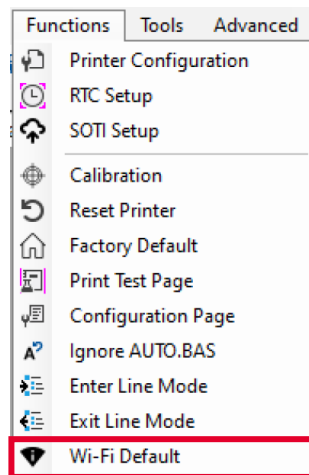 Functions Tools Advanced
Printer Configuration
RTC Setup
SOTI Setup
Calibration
Reset Printer
Factory Default
Print Test Page
Configuration Page
Ignore AUTO.BAS
Enter Line Mode
Exit Line Mode
Wi-Fi Default